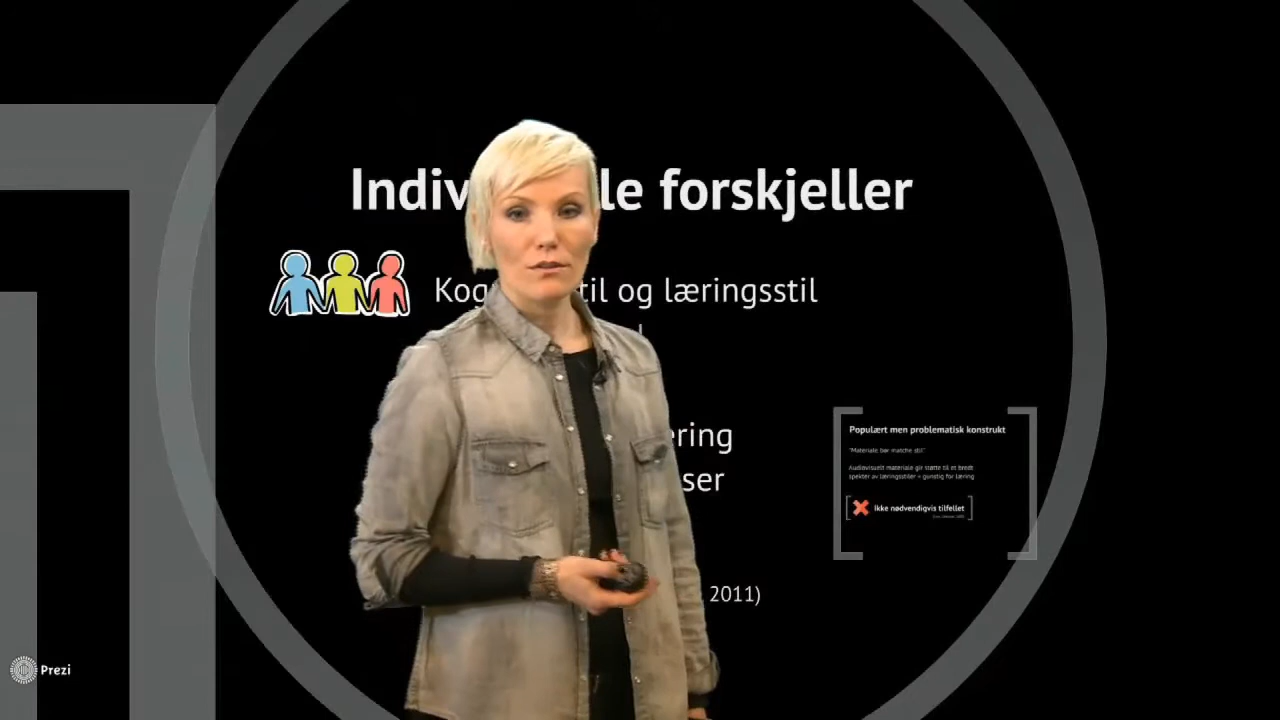 Indiv le forskjeller
Kog til og læringsstil
ering
ser
2011)
Populært men problematisk konstrukt
"Materiale bør matche stil"
Audiovisuelt materiale gir støtte til et bredt
spekter av læringsstiler = gunstig for læring
Ikke nødvendigvis tilfellet
Prezi